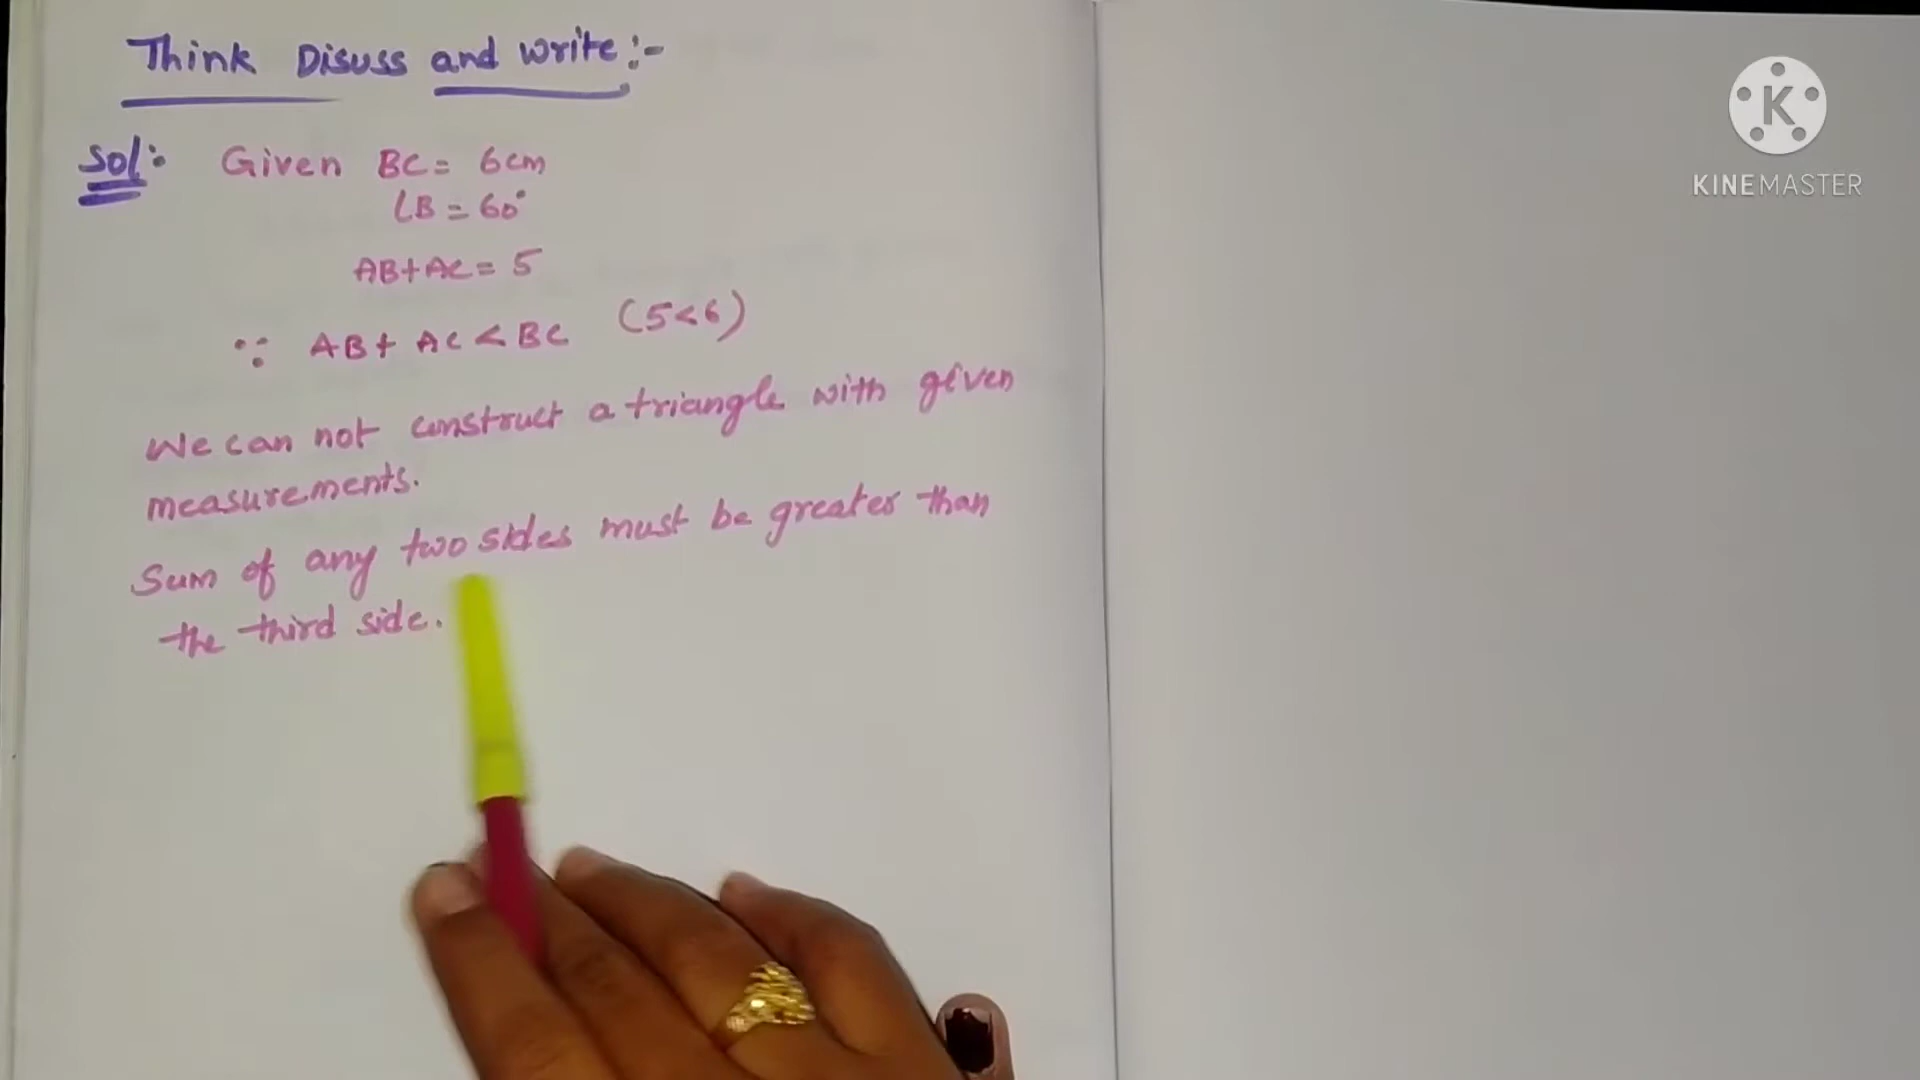 Think Disuss and write:-
Sol: Given BC = 6cm
∠B = 60°
AB+AC = 5
∵ AB + AC < BC (5<6)
We can not construct a triangle with given
measurements.
Sum of any two sides must be greater than
the third side.
K
KINEMASTER